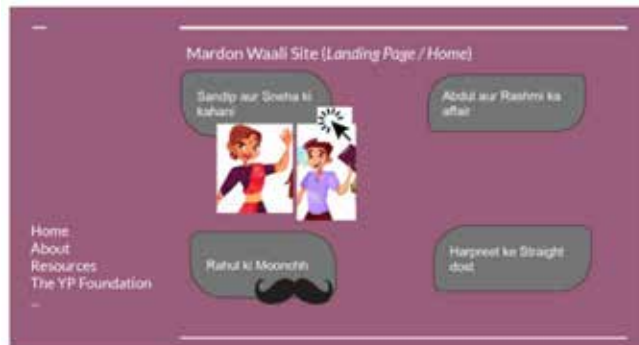 Mardon Waali Site (Landing Page / Home)
Sandip aur Sneha ki
kahani
Abdul aur Rashmi ka
affair
Home
About
Resources
The YP Foundation
Rahul ki Moonchh
Harpreet ke Straight
dost